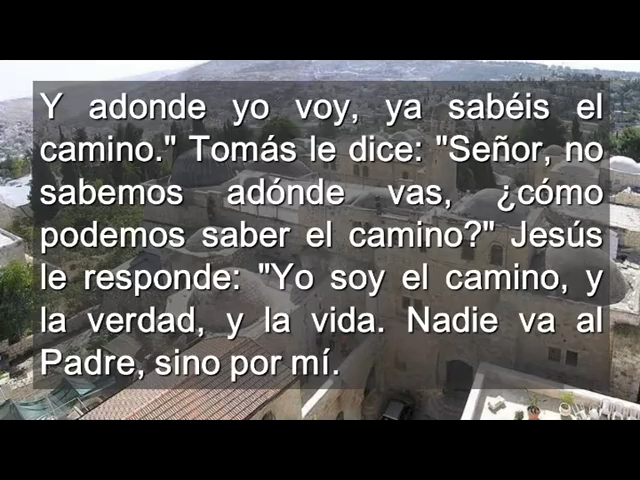 Y adonde yo voy, ya sabéis el
camino." Tomás le dice: "Señor, no
sabemos adónde vas, ¿cómo
podemos saber el camino?" Jesús
le responde: "Yo soy el camino, y
la verdad, y la vida. Nadie va al
Padre, sino por mí.